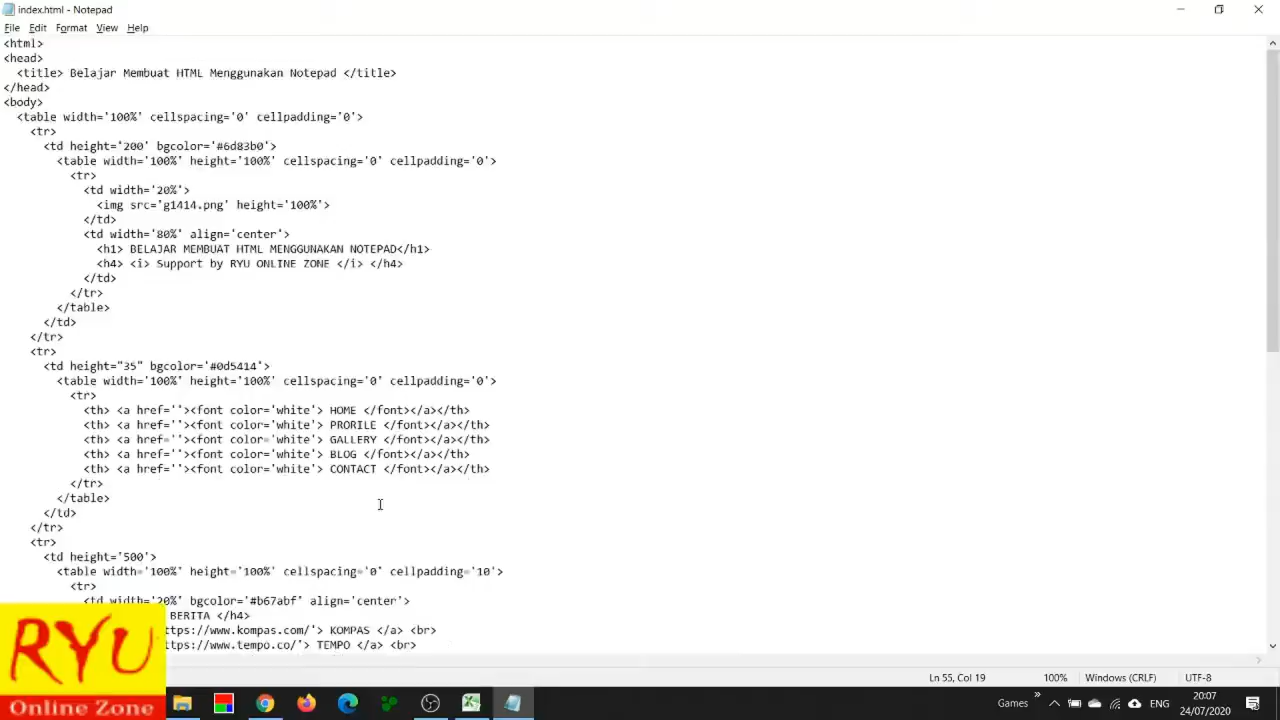 index.html - Notepad
File Edit Format View Help
<html>
<head>
<title> Belajar Membuat HTML Menggunakan Notepad </title>
</head>
<body>
<table width='100%' cellspacing='0' cellpadding='0'>
<tr>
<td height='200' bgcolor='#6d83b0'>
<table width='100%' height='100%' cellspacing='0' cellpadding='0'>
<tr>
<td width='20%'>
<img src='g1414.png' height='100%'>
</td>
<td width='80%' align='center'>
<h1> BELAJAR MEMBUAT HTML MENGGUNAKAN NOTEPAD</h1>
<h4> <i> Support by RYU ONLINE ZONE </i> </h4>
</td>
</tr>
</table>
</td>
</tr>
<tr>
<td height="35" bgcolor='#0d5414'>
<table width='100%' height='100%' cellspacing='0' cellpadding='0'>
<tr>
<th> <a href=''><font color='white'> HOME </font></a></th>
<th> <a href=''><font color='white'> PRORILE </font></a></th>
<th> <a href=''><font color='white'> GALLERY </font></a></th>
<th> <a href=''><font color='white'> BLOG </font></a></th>
<th> <a href=''><font color='white'> CONTACT </font></a></th>
</tr>
</table>
</td>
</tr>
<tr>
<td height='500'>
<table width='100%' height='100%' cellspacing='0' cellpadding='10'>
<tr>
<td width='20%' bgcolor='#b67abf' align='center'>
BERITA </h4>
ttps://www.kompas.com/'> KOMPAS </a> <br>
ttps://www.tempo.co/'> TEMPO </a> <br>
RYU
Online Zone
Ln 55, Col 19 100% Windows (CRLF) UTF-8
Games ENG 20:07
24/07/2020